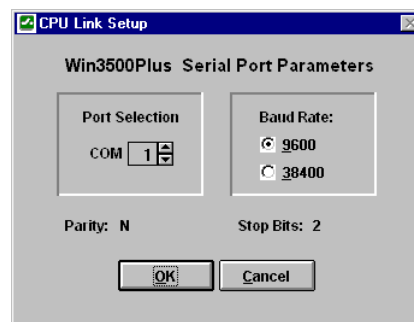 CPU Link Setup
Win3500Plus Serial Port Parameters
Port Selection
COM 1
Baud Rate:
9600
38400
Parity: N
Stop Bits: 2
OK
Cancel